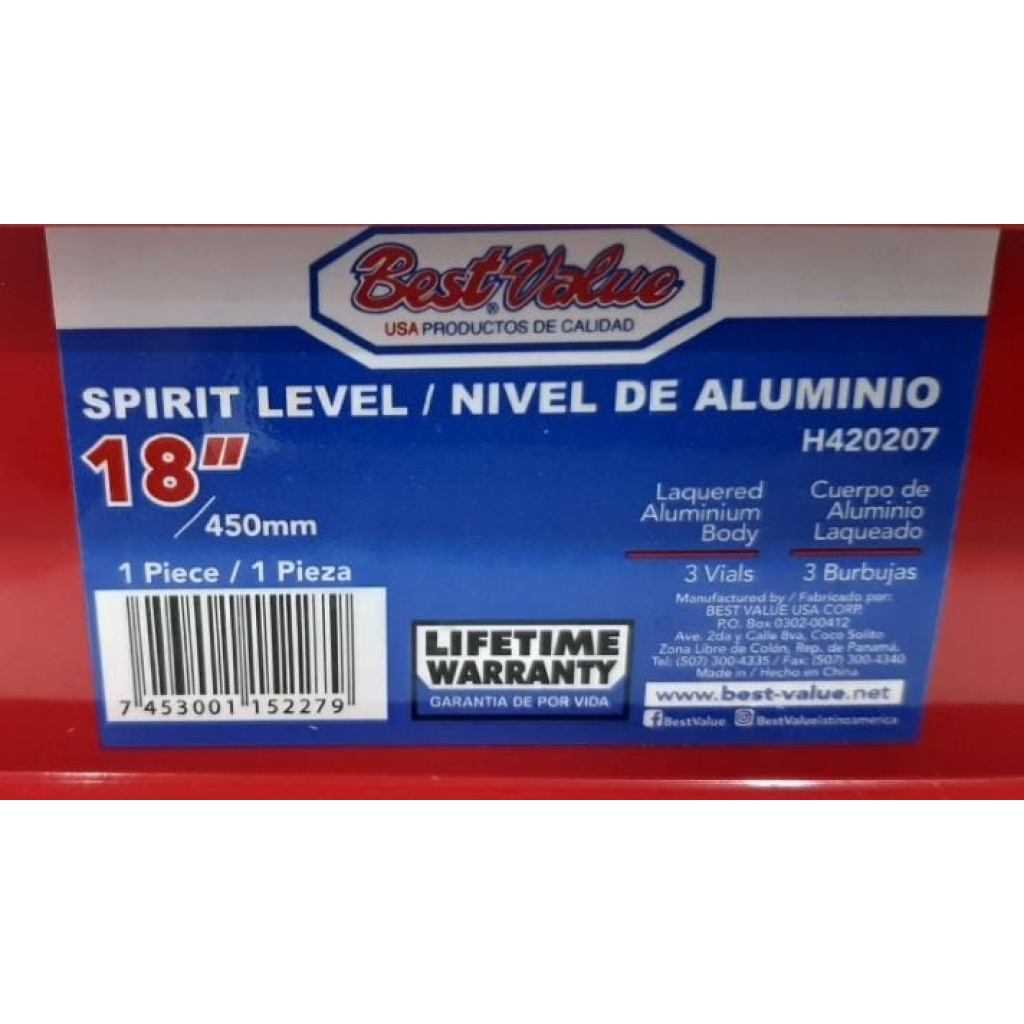 Best Value®
USA PRODUCTOS DE CALIDAD
SPIRIT LEVEL / NIVEL DE ALUMINIO
H420207
18"
/450mm
1 Piece / 1 Pieza
7 453001 152279
LIFETIME
WARRANTY
GARANTIA DE POR VIDA
Laquered
Aluminium
Body
3 Vials
Cuerpo de
Aluminio
Laqueado
3 Burbujas
Manufactured by / Fabricado por:
BEST VALUE USA CORP.
P.O. Box 0302-00412
Ave. 2da y Calle 8va, Coco Solito
Zona Libre de Colón, Rep. de Panamá.
Tel: (507) 300-4335 / Fax: (507) 300-4340
Made in / Hecho en China
www.best-value.net
BestValue BestValuelatinoamerica